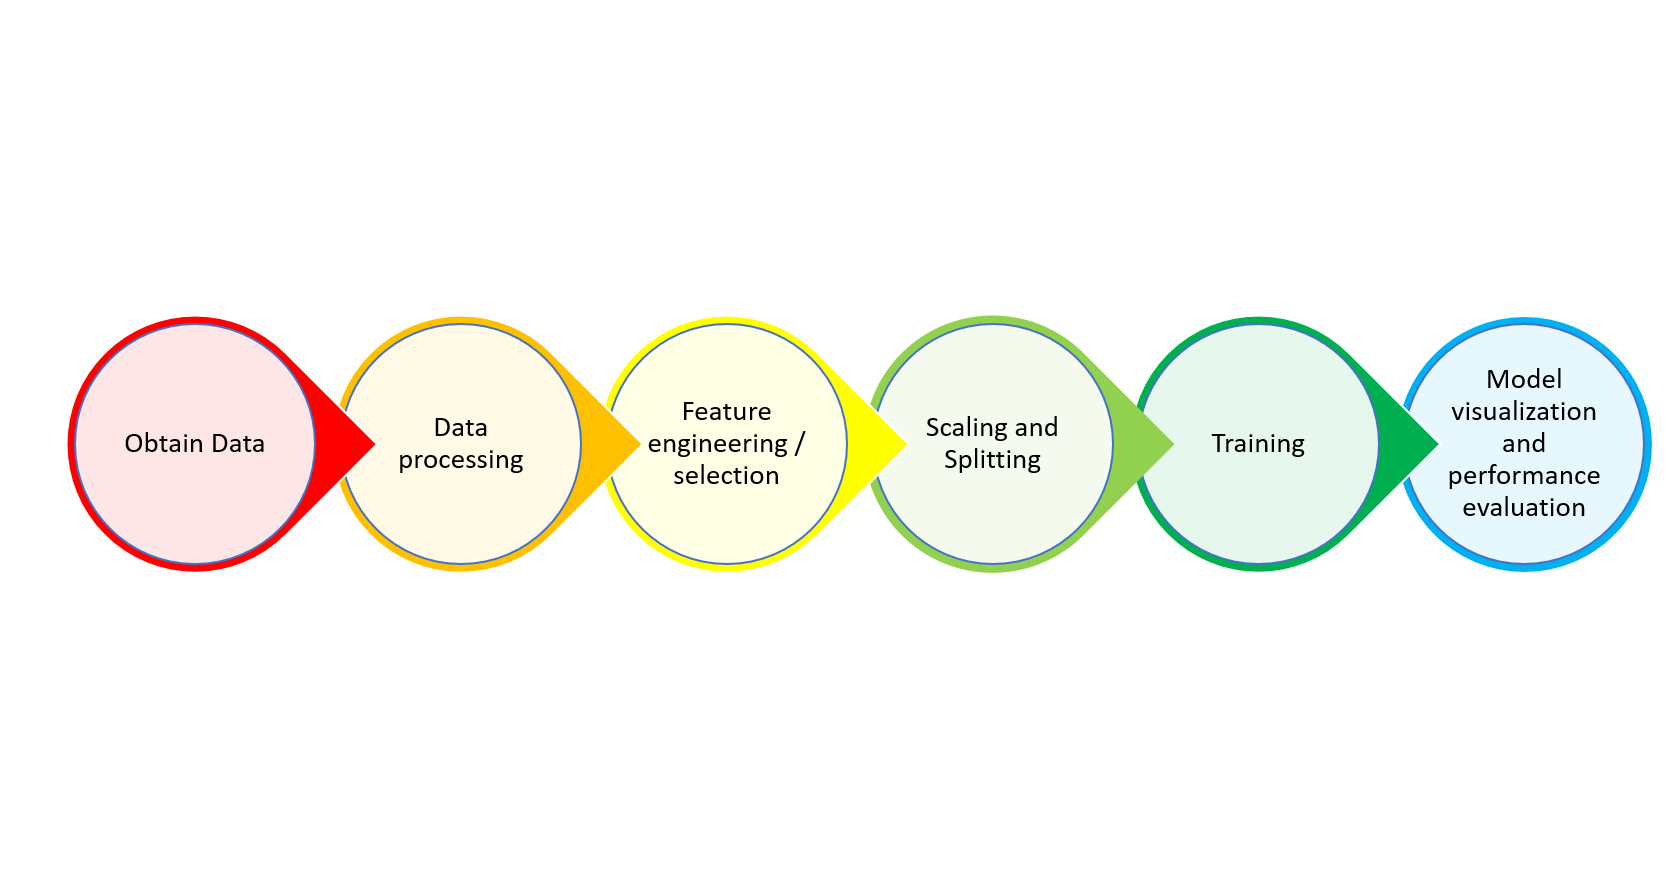 Obtain Data
Data
processing
Feature
engineering /
selection
Scaling and
Splitting
Training
Model
visualization
and
performance
evaluation